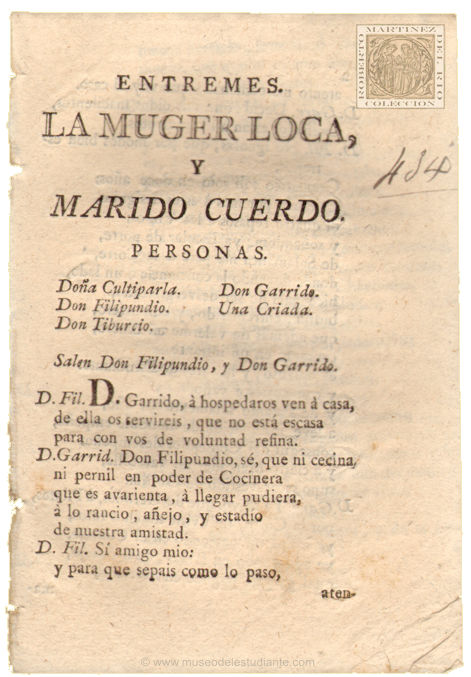 ENTREMES.
LA MUGER LOCA,
Y
MARIDO CUERDO.
PERSONAS.
Doña Cultiparla. Don Garrido.
Don Filipundio. Una Criada.
Don Tiburcio.
Salen Don Filipundio, y Don Garrido.
D. Fil. D. Garrido, à hospedaros ven à casa,
de ella os servireis, que no está escasa
para con vos de voluntad refina.
D.Garrid. Don Filipundio, sé, que ni cecina,
ni pernil en poder de Cocinera
que es avarienta, à llegar pudiera,
à lo rancio, añejo, y estadio
de nuestra amistad.
D. Fil. Sí amigo mio:
y para que sepais como lo paso,
aten-
ROBERTO MARTINEZ DEL RIO
COLECCION
434
© www.museodelestudiante.com